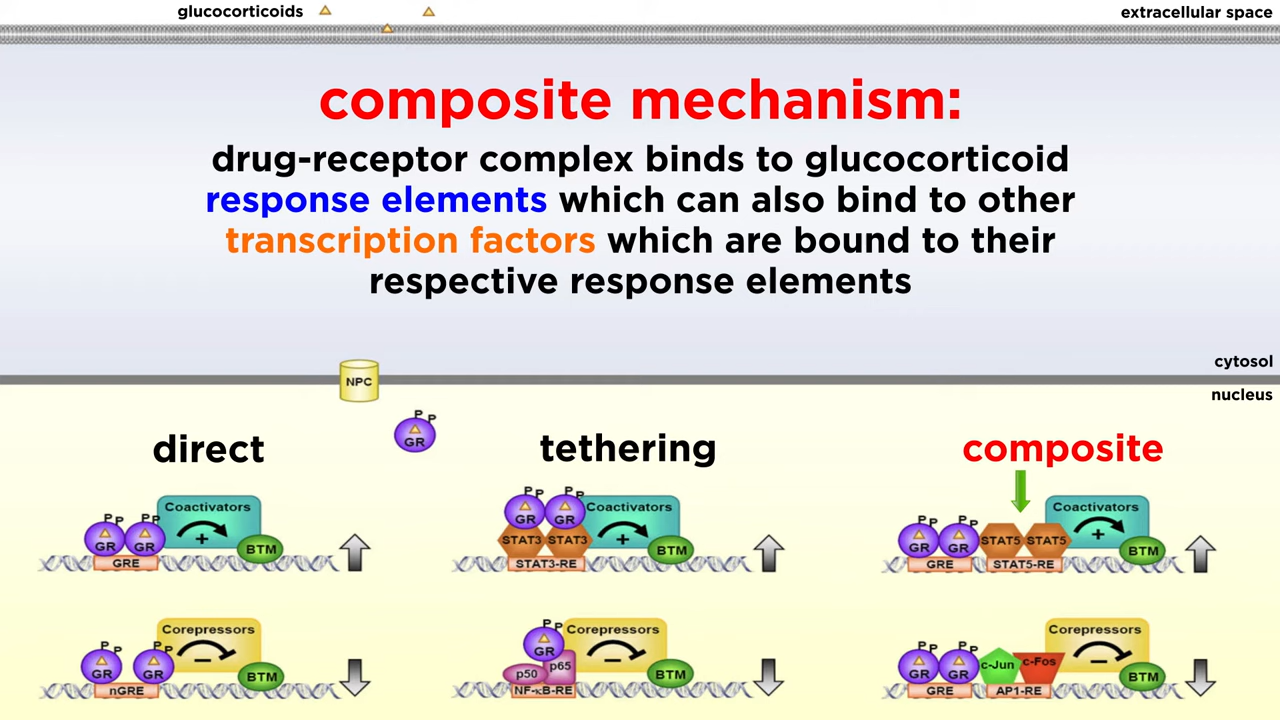 glucocorticoids
extracellular space
composite mechanism:
drug-receptor complex binds to glucocorticoid
response elements which can also bind to other
transcription factors which are bound to their
respective response elements
cytosol
NPC
nucleus
P P
GR
direct
tethering
composite
P P P P
GR GR
Coactivators
+
BTM
GRE
P P P P
GR GR
STAT3 STAT3
Coactivators
+
BTM
STAT3-RE
P P P P
GR GR
STAT5 STAT5
Coactivators
+
BTM
GRE
STAT5-RE
P P P P
GR GR
Corepressors
−
BTM
nGRE
P P
GR
p50 p65
Corepressors
−
BTM
NF-κB-RE
P P P P
GR GR
c-Jun c-Fos
Corepressors
−
BTM
GRE
AP1-RE